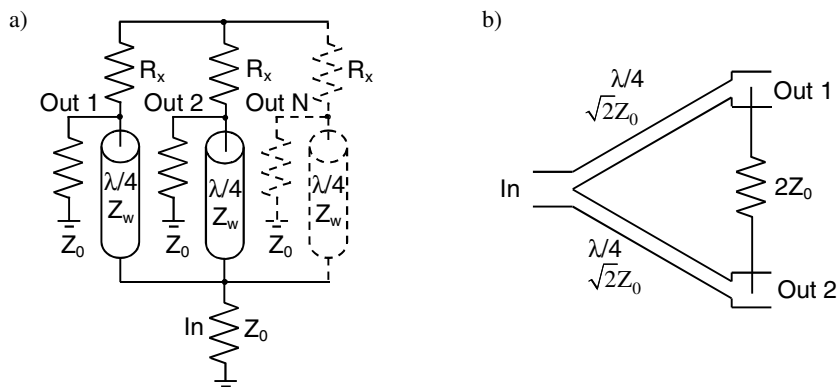 a)
Rx
Rx
Rx
Out 1
Out 2
Out N
λ/4
Zw
λ/4
Zw
λ/4
Zw
Z0
Z0
Z0
In
Z0
b)
λ/4
√2Z0
Out 1
In
2Z0
λ/4
√2Z0
Out 2